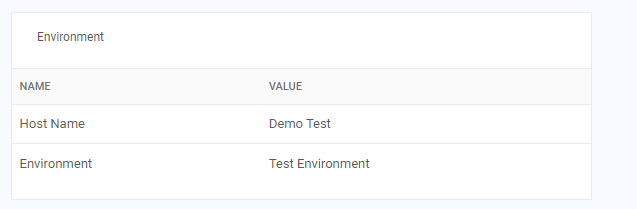 Environment
NAME VALUE
Host Name Demo Test
Environment Test Environment